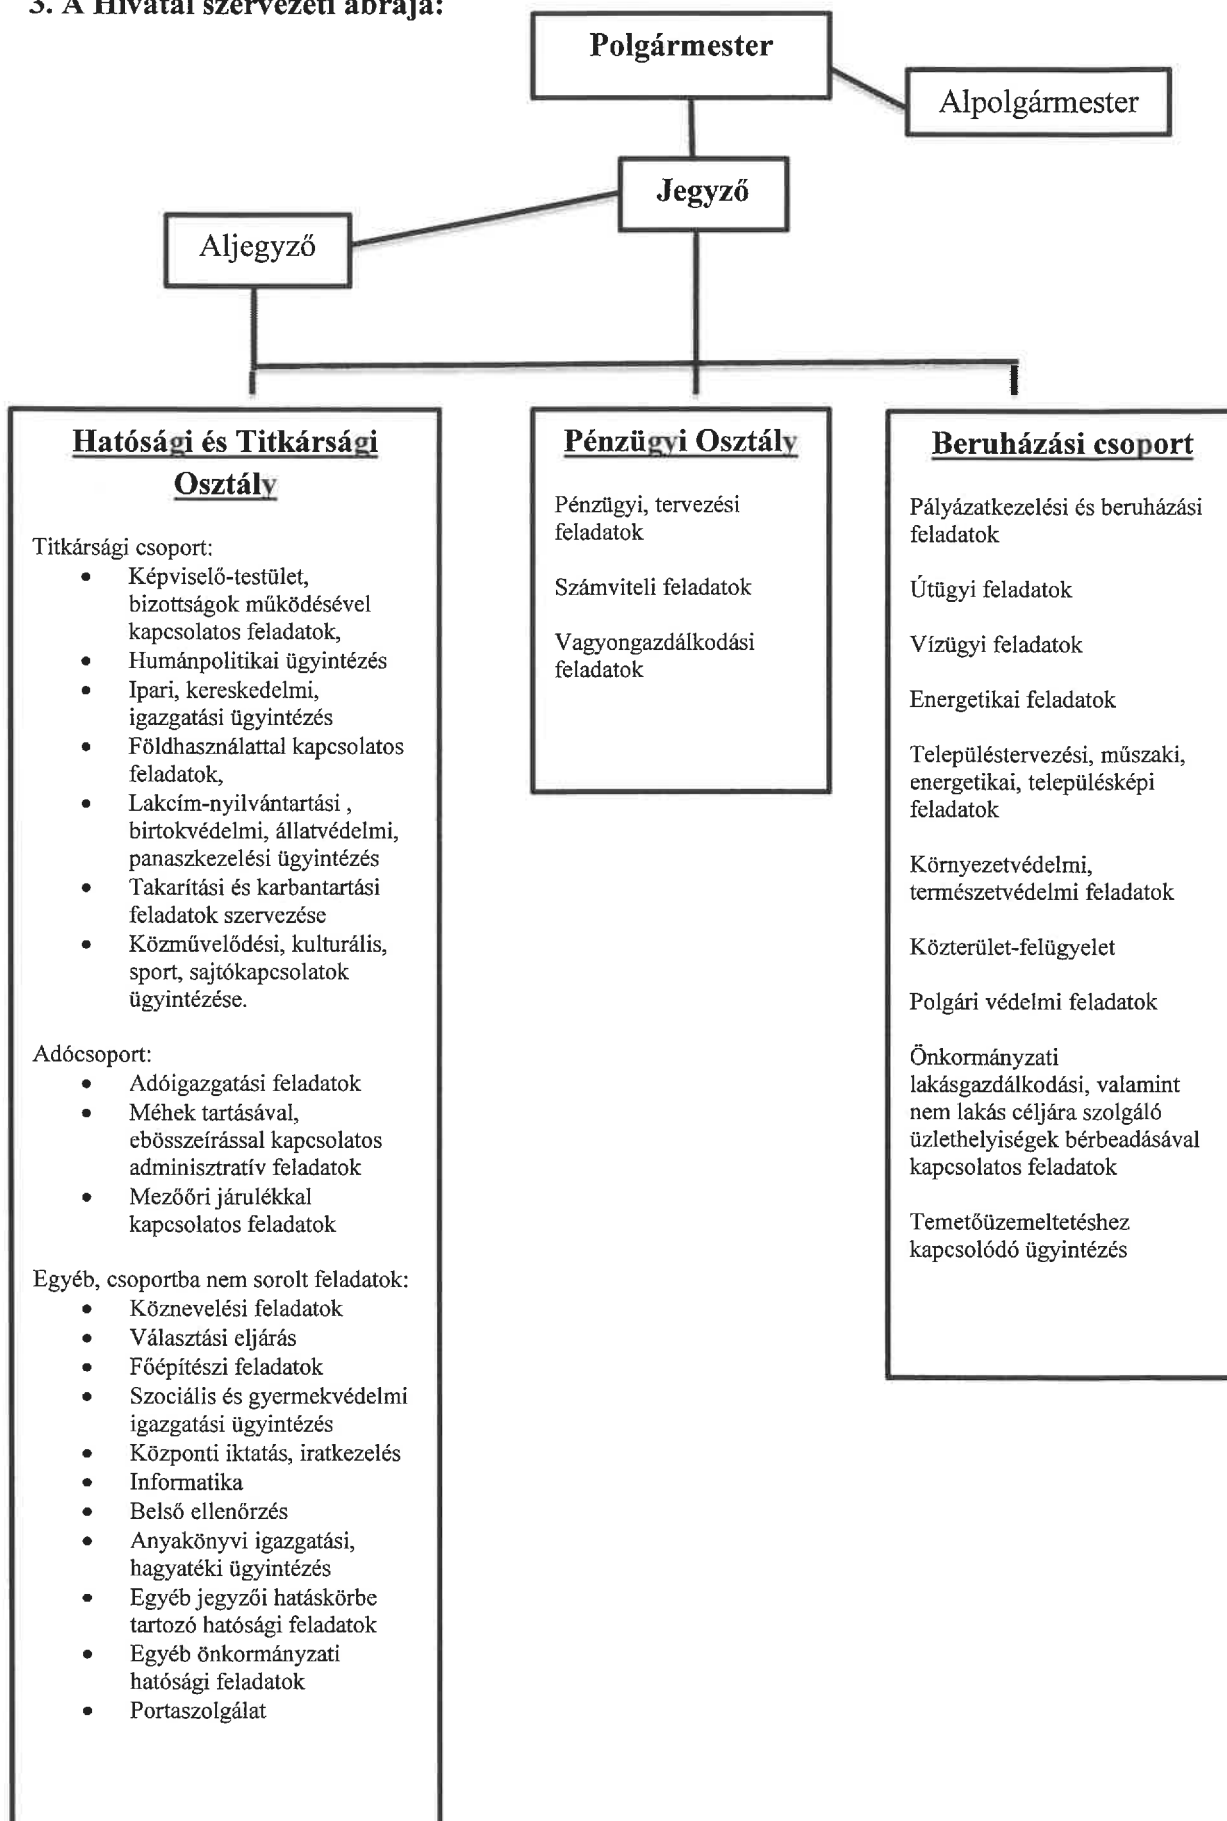 3. A Hivatal szervezeti ábrája:
Polgármester
Alpolgármester
Jegyző
Aljegyző
Hatósági és Titkársági
Osztály
Titkársági csoport:
• Képviselő-testület,
bizottságok működésével
kapcsolatos feladatok,
• Humánpolitikai ügyintézés
• Ipari, kereskedelmi,
igazgatási ügyintézés
• Földhasználattal kapcsolatos
feladatok,
• Lakcím-nyilvántartási ,
birtokvédelmi, állatvédelmi,
panaszkezelési ügyintézés
• Takarítási és karbantartási
feladatok szervezése
• Közművelődési, kulturális,
sport, sajtókapcsolatok
ügyintézése.
Adócsoport:
• Adóigazgatási feladatok
• Méhek tartásával,
ebösszeírással kapcsolatos
adminisztratív feladatok
• Mezőőri járulékkal
kapcsolatos feladatok
Egyéb, csoportba nem sorolt feladatok:
• Köznevelési feladatok
• Választási eljárás
• Főépítészi feladatok
• Szociális és gyermekvédelmi
igazgatási ügyintézés
• Központi iktatás, iratkezelés
• Informatika
• Belső ellenőrzés
• Anyakönyvi igazgatási,
hagyatéki ügyintézés
• Egyéb jegyzői hatáskörbe
tartozó hatósági feladatok
• Egyéb önkormányzati
hatósági feladatok
• Portaszolgálat
Pénzügyi Osztály
Pénzügyi, tervezési
feladatok
Számviteli feladatok
Vagyongazdálkodási
feladatok
Beruházási csoport
Pályázatkezelési és beruházási
feladatok
Útügyi feladatok
Vízügyi feladatok
Energetikai feladatok
Településtervezési, műszaki,
energetikai, településképi
feladatok
Környezetvédelmi,
természetvédelmi feladatok
Közterület-felügyelet
Polgári védelmi feladatok
Önkormányzati
lakásgazdálkodási, valamint
nem lakás céljára szolgáló
üzlethelyiségek bérbeadásával
kapcsolatos feladatok
Temetőüzemeltetéshez
kapcsolódó ügyintézés